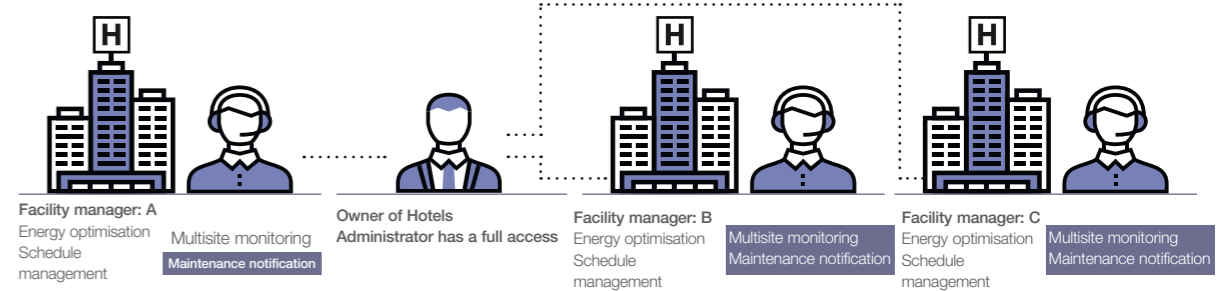 H
H
H
Facility manager: A
Energy optimisation
Schedule
management
Multisite monitoring
Maintenance notification
Owner of Hotels
Administrator has a full access
Facility manager: B
Energy optimisation
Schedule
management
Multisite monitoring
Maintenance notification
Facility manager: C
Energy optimisation
Schedule
management
Multisite monitoring
Maintenance notification